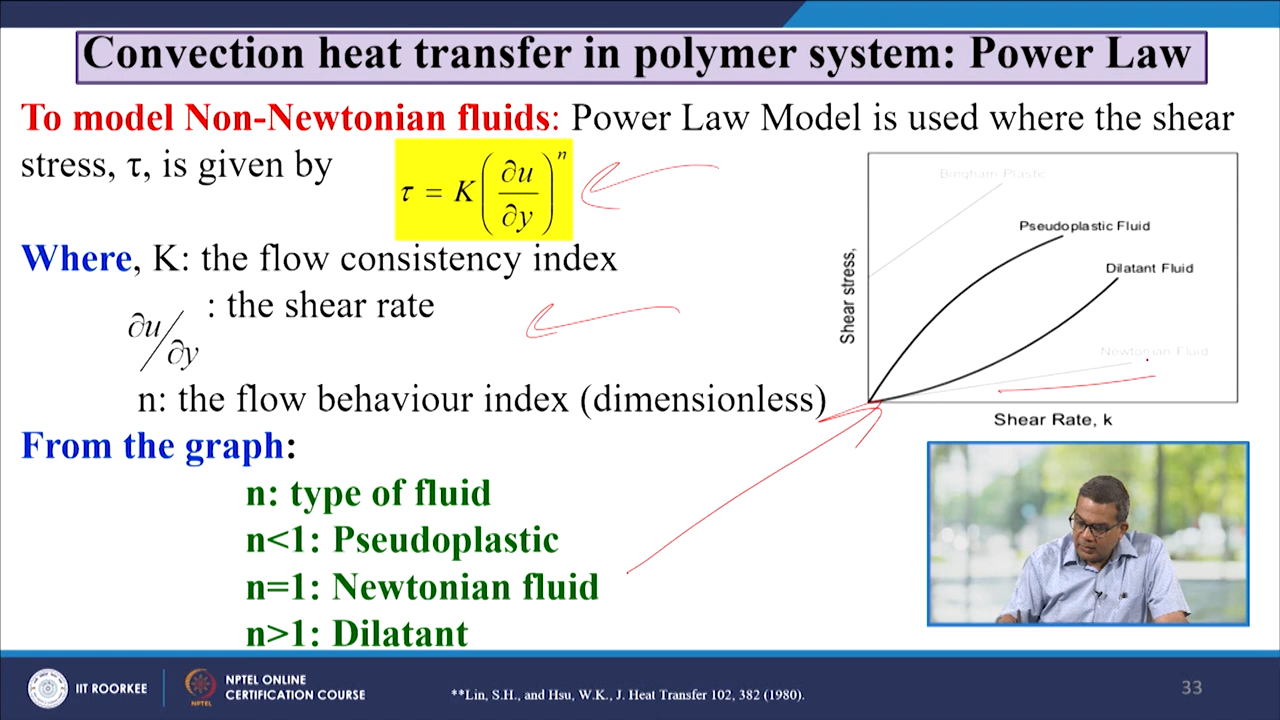 Convection heat transfer in polymer system: Power Law
To model Non-Newtonian fluids: Power Law Model is used where the shear
stress, τ, is given by
τ = K(∂u/∂y)^n
Where, K: the flow consistency index
∂u/∂y : the shear rate
n: the flow behaviour index (dimensionless)
From the graph:
n: type of fluid
n<1: Pseudoplastic
n=1: Newtonian fluid
n>1: Dilatant
Bingham Plastic
Pseudoplastic Fluid
Dilatant Fluid
Newtonian Fluid
Shear stress,
Shear Rate, k
IIT ROORKEE
NPTEL
NPTEL ONLINE
CERTIFICATION COURSE
**Lin, S.H., and Hsu, W.K., J. Heat Transfer 102, 382 (1980).
33